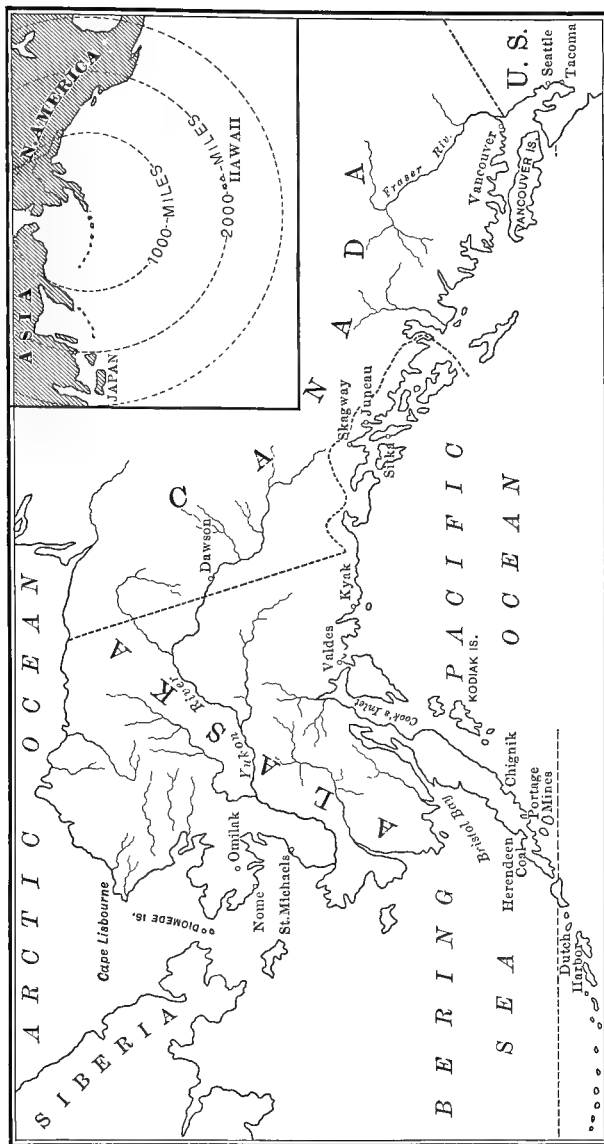 ARCTIC OCEAN
SIBERIA
Cape Lisbourne
DIOMEDE IS.
Omilak
Nome
St. Michaels
ALASKA
Yukon River
Dawson
CANADA
BERING SEA
Bristol Bay
Cook's Inlet
Valdes
Kyak
KODIAK IS.
Chignik
Herendeen
Portage
Coal
Mines
Dutch
Harbor
PACIFIC OCEAN
Skagway
Juneau
Sitka
Fraser Riv.
Vancouver
VANCOUVER IS.
U. S.
Seattle
Tacoma
ASIA
N. AMERICA
JAPAN
1000 - MILES
2000 - MILES
HAWAII